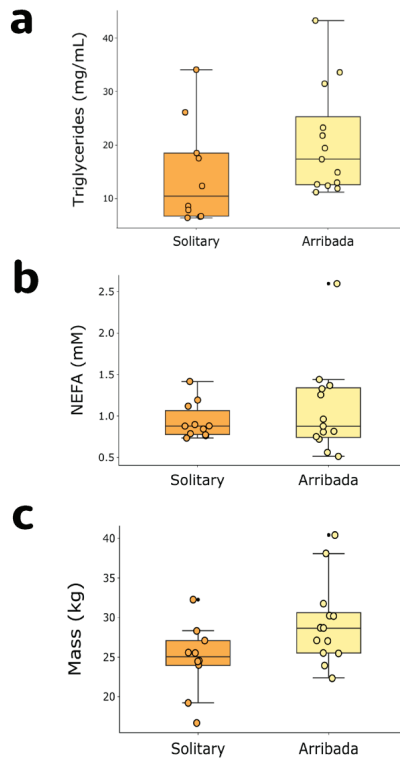 a
Triglycerides (mg/mL)
40
30
20
10
Solitary
Arribada
b
NEFA (mM)
2.5
2.0
1.5
1.0
0.5
Solitary
Arribada
c
Mass (kg)
40
35
30
25
20
Solitary
Arribada